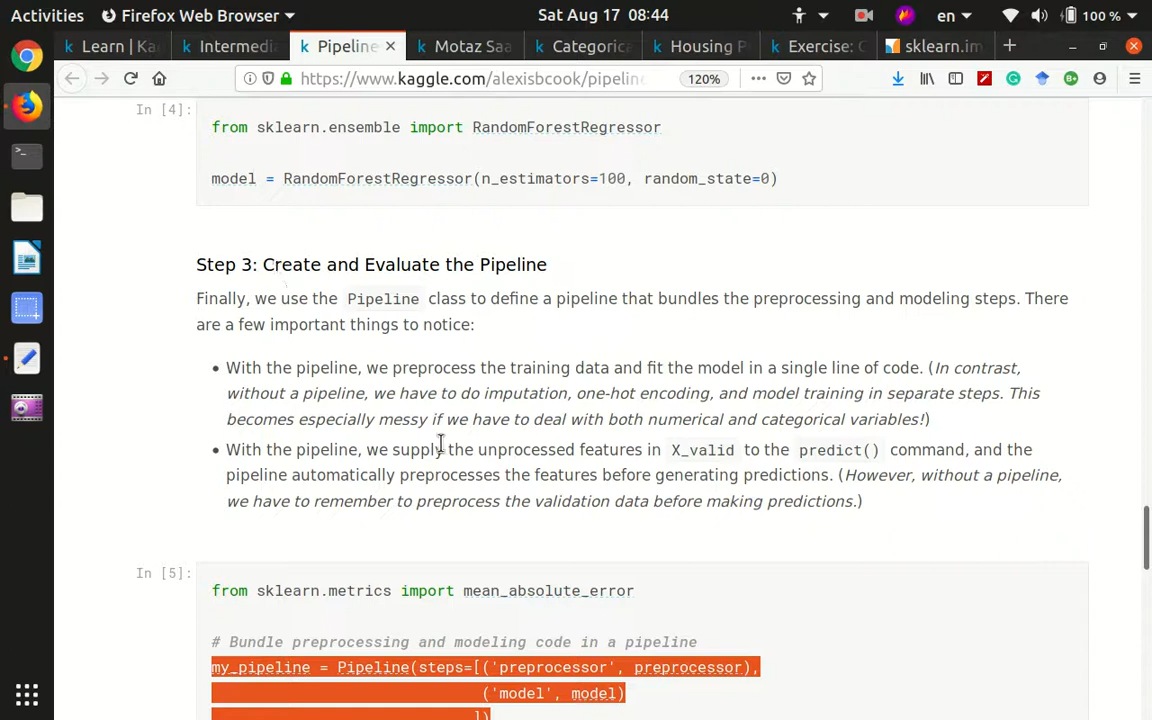 Activities Firefox Web Browser Sat Aug 17 08:44 en 100 %
Learn | Ka Intermedi Pipeline Motaz Saa Categoric Housing P Exercise: C sklearn.im
https://www.kaggle.com/alexisbcook/pipelin 120%
In [4]:
from sklearn.ensemble import RandomForestRegressor
model = RandomForestRegressor(n_estimators=100, random_state=0)
Step 3: Create and Evaluate the Pipeline
Finally, we use the Pipeline class to define a pipeline that bundles the preprocessing and modeling steps. There
are a few important things to notice:
• With the pipeline, we preprocess the training data and fit the model in a single line of code. (In contrast,
without a pipeline, we have to do imputation, one-hot encoding, and model training in separate steps. This
becomes especially messy if we have to deal with both numerical and categorical variables!)
• With the pipeline, we supply the unprocessed features in X_valid to the predict() command, and the
pipeline automatically preprocesses the features before generating predictions. (However, without a pipeline,
we have to remember to preprocess the validation data before making predictions.)
In [5]:
from sklearn.metrics import mean_absolute_error
# Bundle preprocessing and modeling code in a pipeline
my_pipeline = Pipeline(steps=[('preprocessor', preprocessor),
('model', model)
])